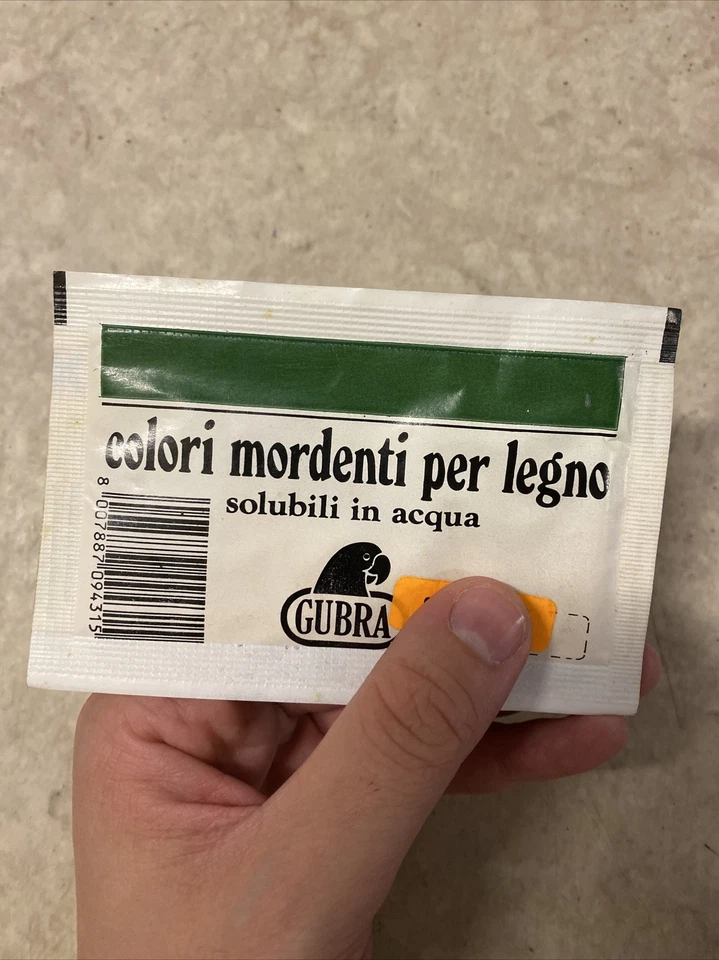 colori mordenti per legno
solubili in acqua
8 007887 094315
GUBRA